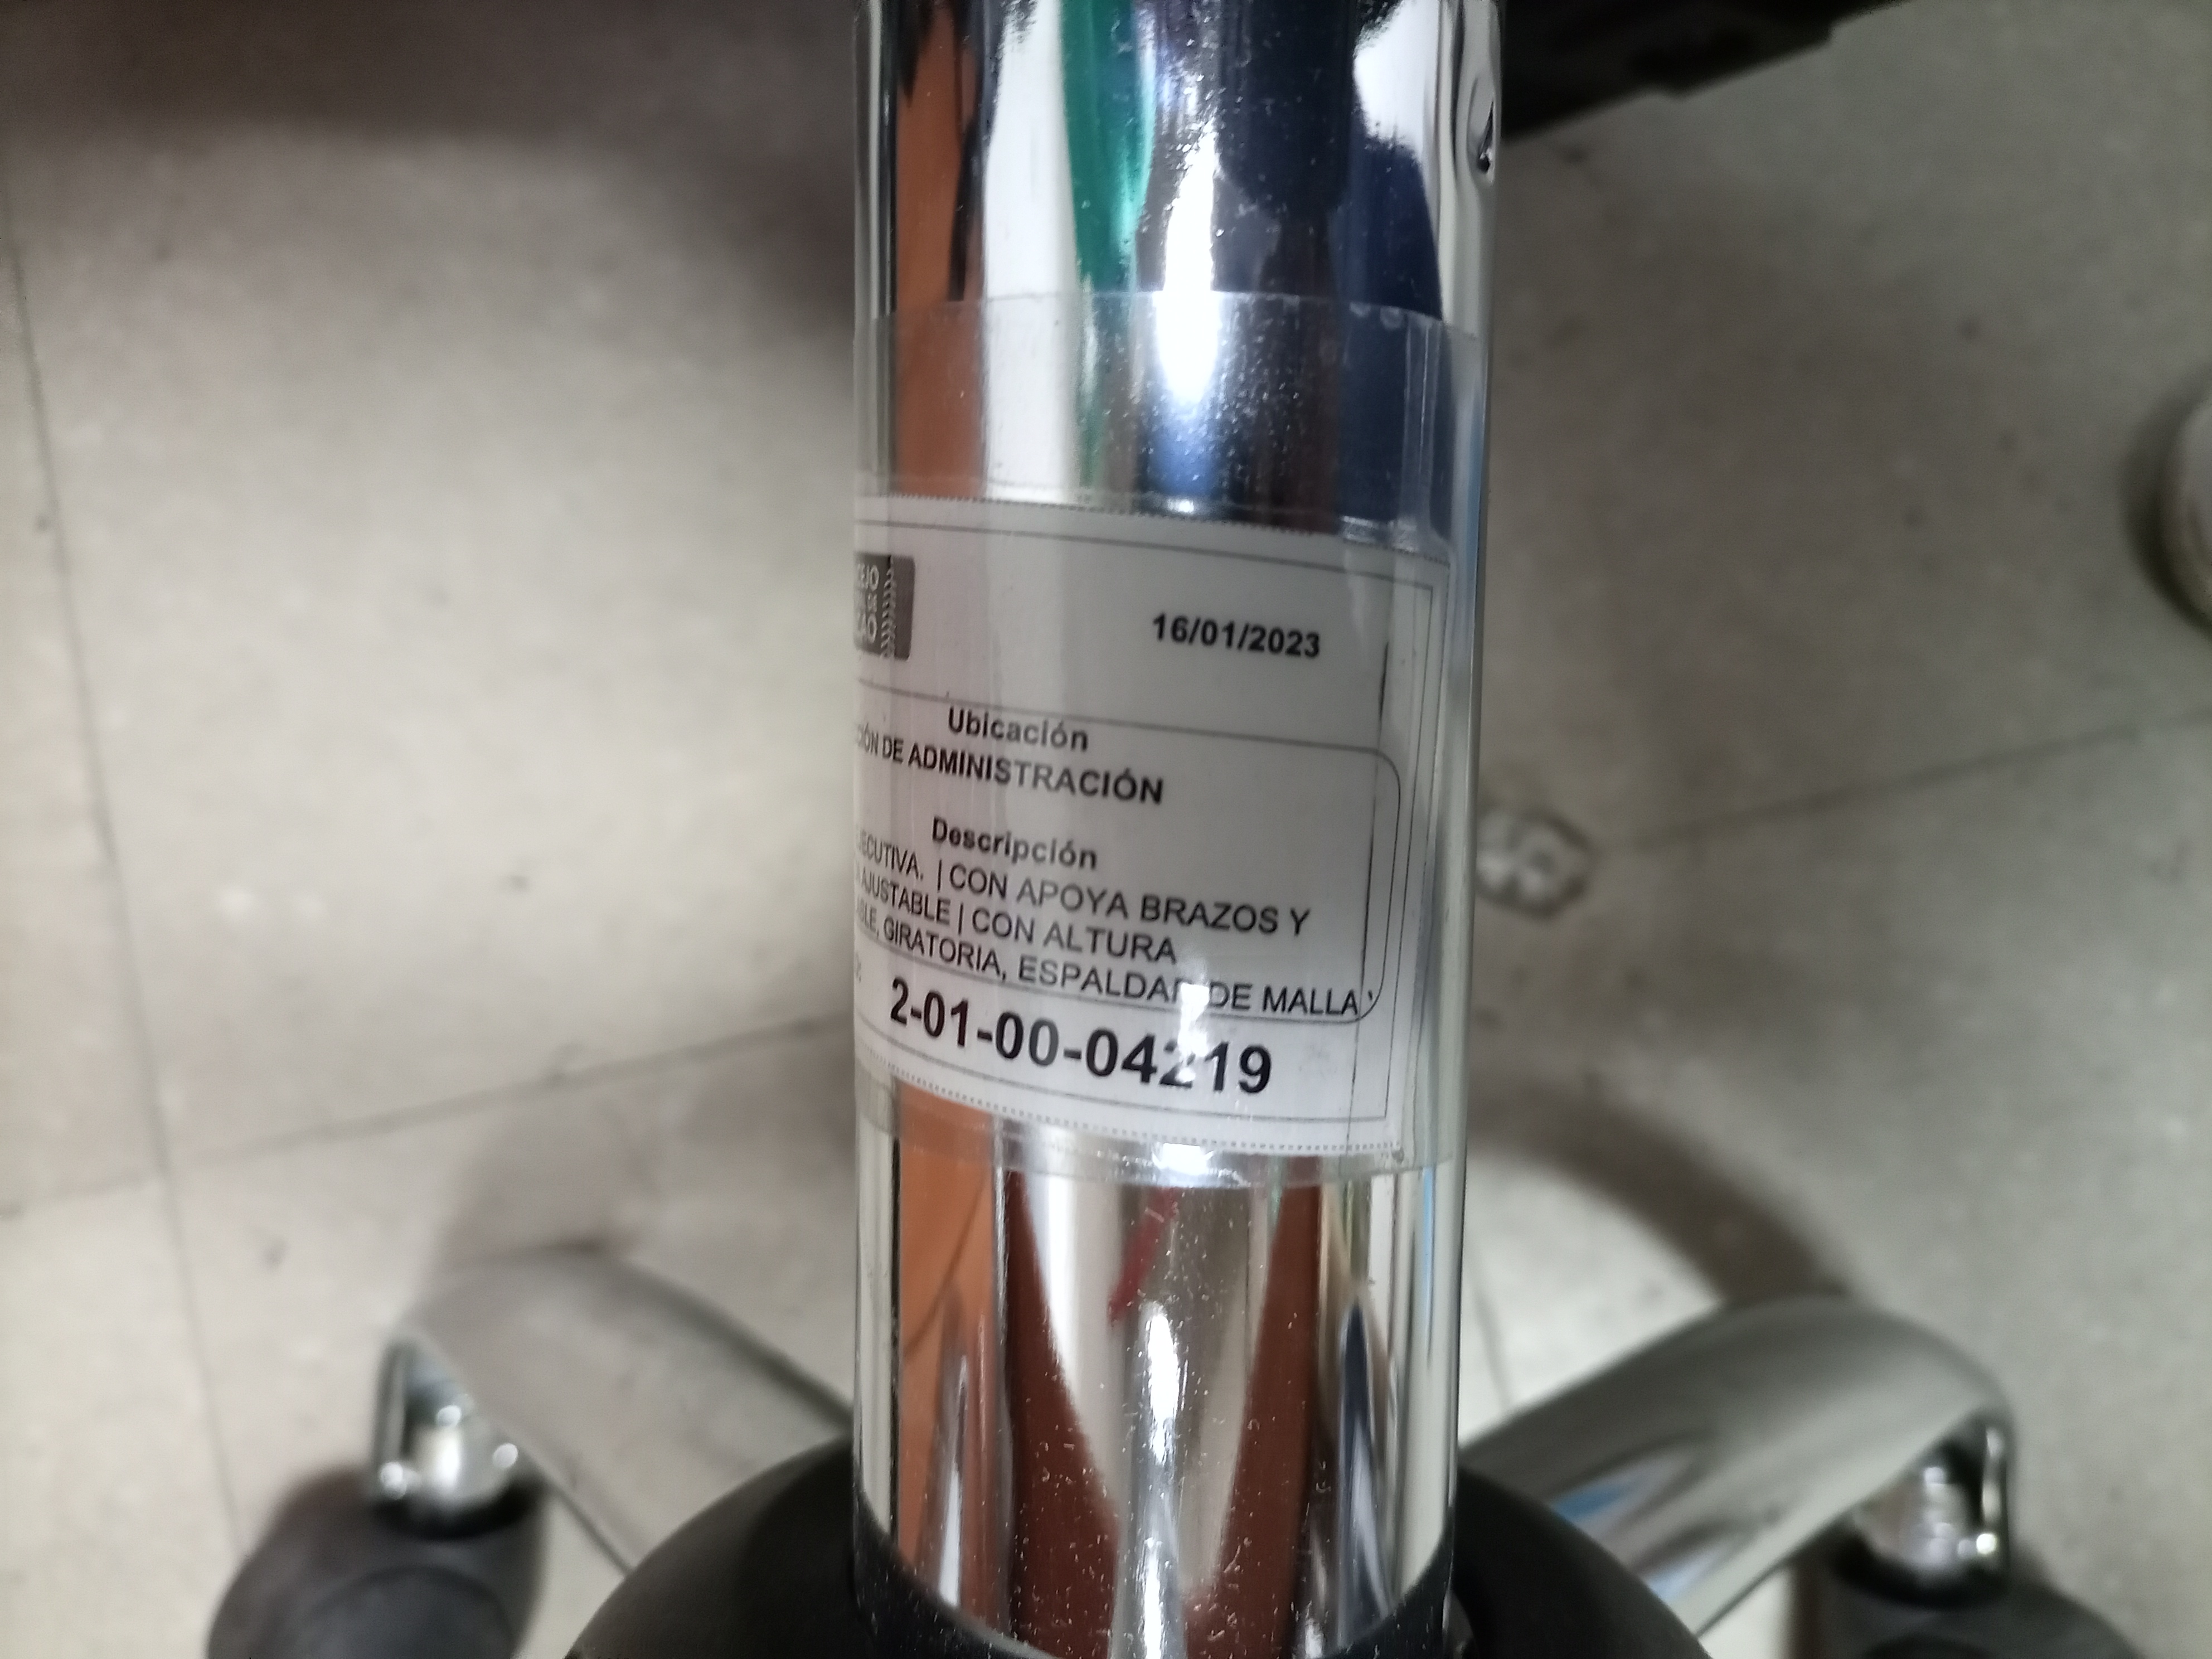 16/01/2023
Ubicación
DE ADMINISTRACIÓN
Descripción
CON APOYA BRAZOS Y
AJUSTABLE | CON ALTURA
GIRATORIA, ESPALDAR DE MALLA
2-01-00-04219